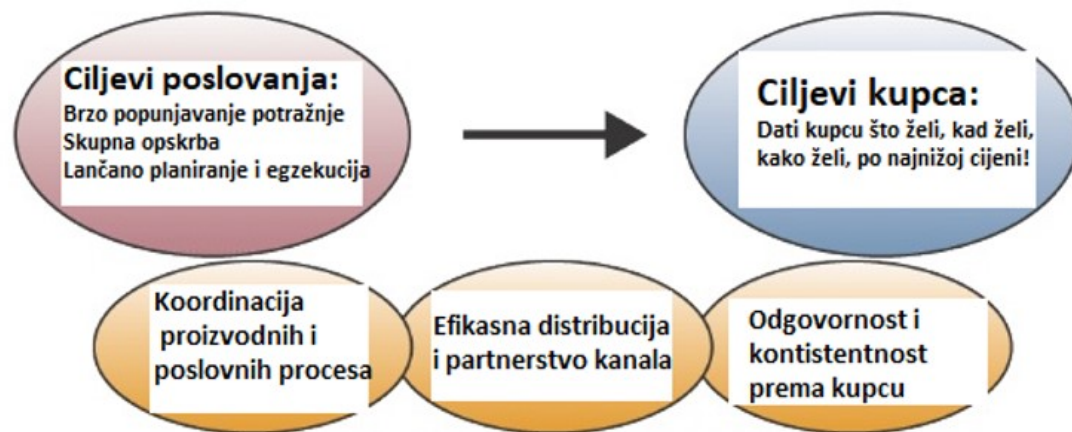 Ciljevi poslovanja:
Brzo popunjavanje potražnje
Skupna opskrba
Lančano planiranje i egzekucija
Ciljevi kupca:
Dati kupcu što želi, kad želi,
kako želi, po najnižoj cijeni!
Koordinacija
proizvodnih i
poslovnih procesa
Efikasna distribucija
i partnerstvo kanala
Odgovornost i
kontistentnost
prema kupcu